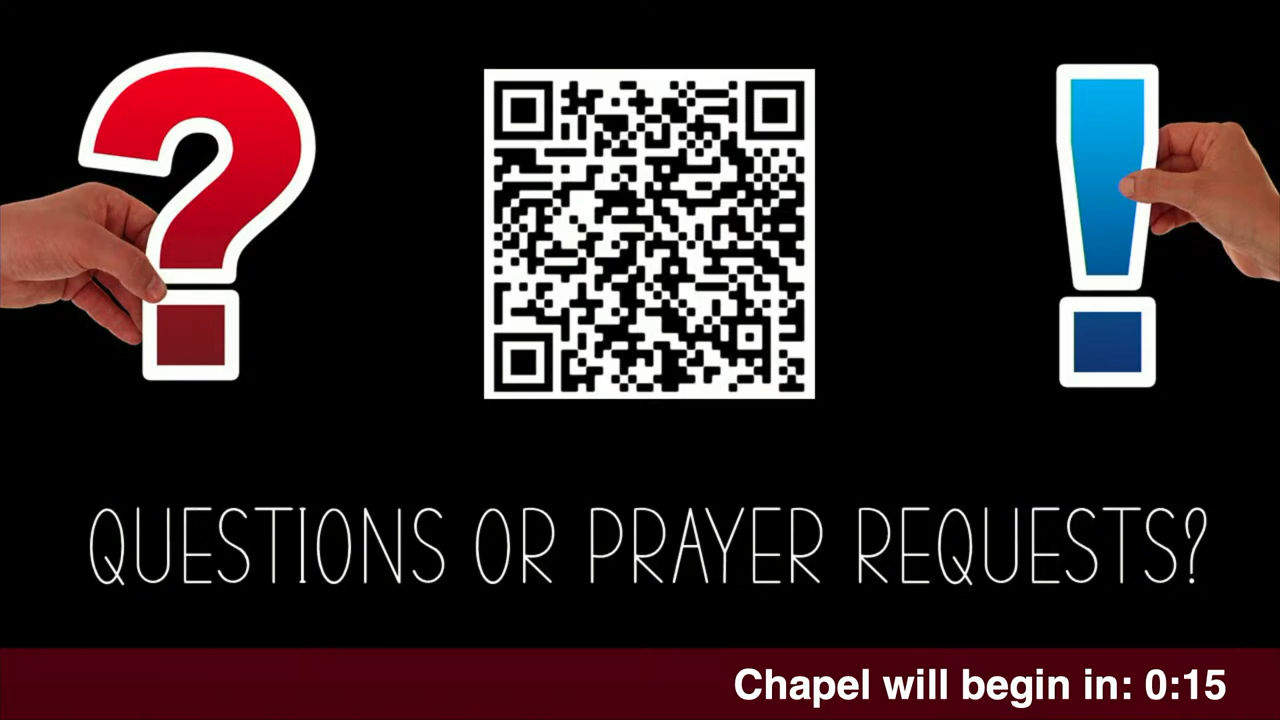 ? !
QUESTIONS OR PRAYER REQUESTS?
Chapel will begin in: 0:15